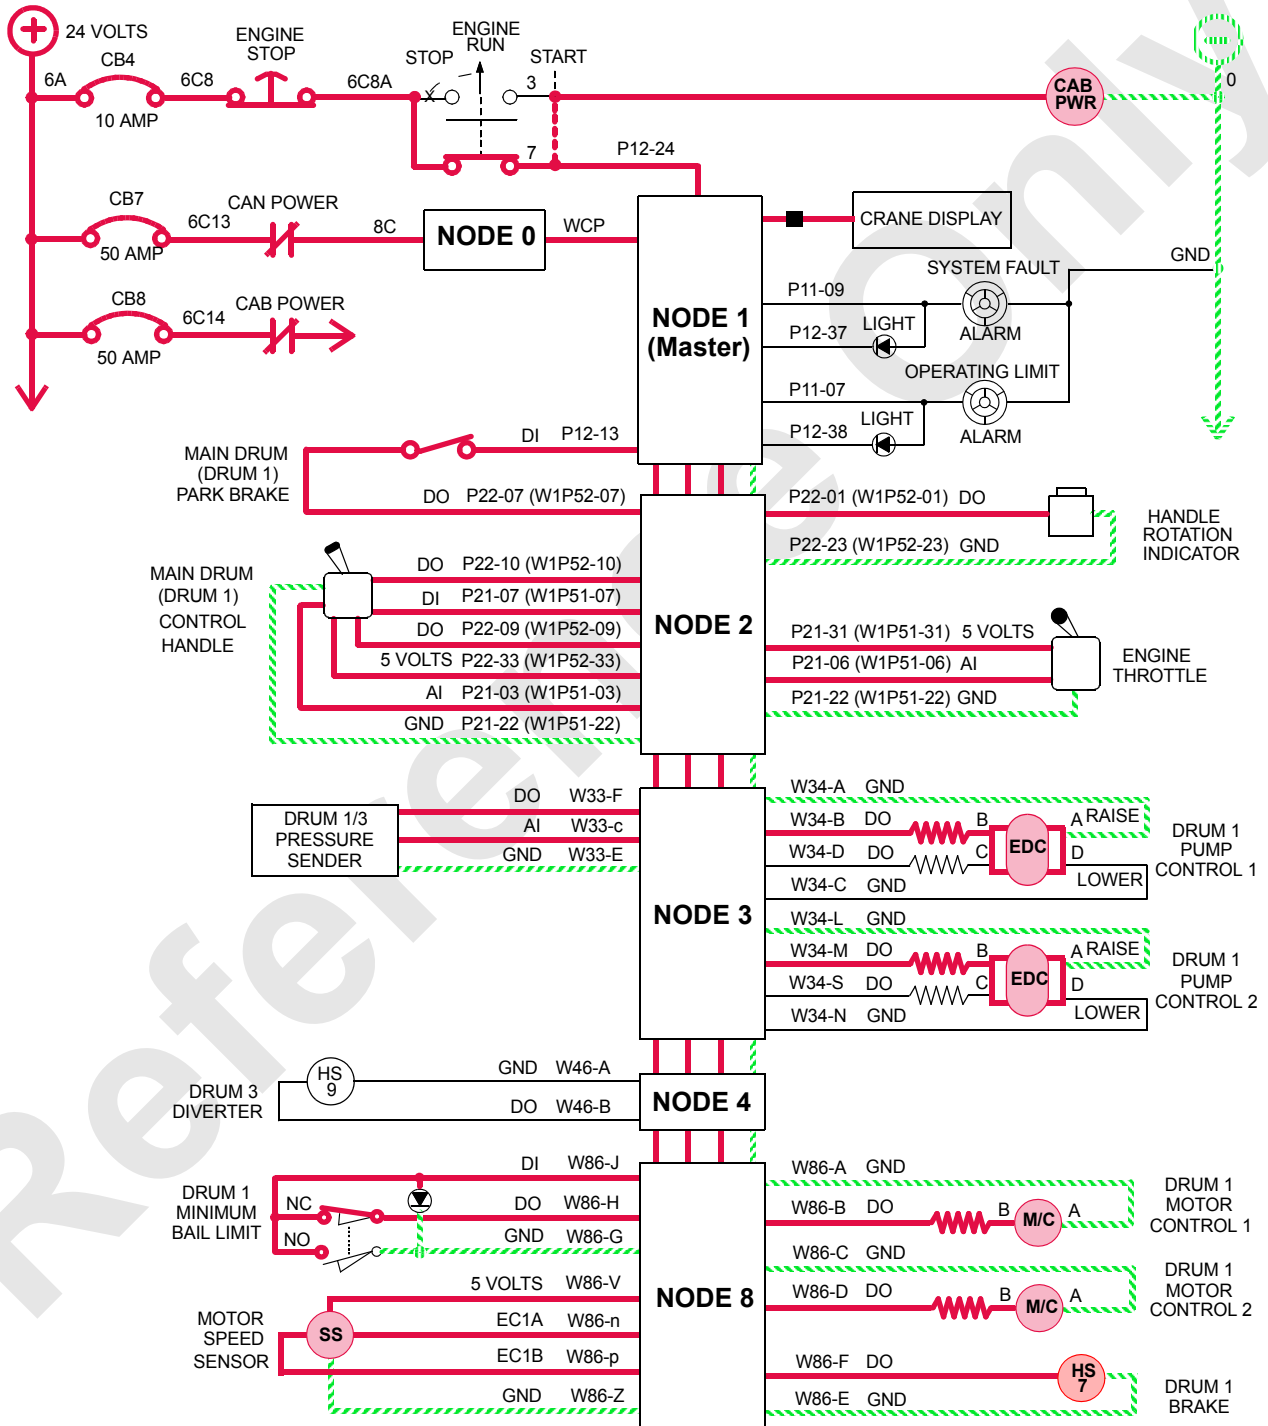 24 VOLTS
CB4
6A
10 AMP
6C8
ENGINE
STOP
6C8A
STOP
ENGINE
RUN
START
3
7
P12-24
CAB
PWR
0
CB7
6C13
50 AMP
CAN POWER
8C
NODE 0
WCP
CB8
6C14
50 AMP
CAB POWER
NODE 1
(Master)
CRANE DISPLAY
GND
SYSTEM FAULT
P11-09
P12-37
LIGHT
ALARM
OPERATING LIMIT
P11-07
P12-38
LIGHT
ALARM
MAIN DRUM
(DRUM 1)
PARK BRAKE
DI P12-13
DO P22-07 (W1P52-07)
MAIN DRUM
(DRUM 1)
CONTROL
HANDLE
DO P22-10 (W1P52-10)
DI P21-07 (W1P51-07)
DO P22-09 (W1P52-09)
5 VOLTS P22-33 (W1P52-33)
AI P21-03 (W1P51-03)
GND P21-22 (W1P51-22)
NODE 2
P22-01 (W1P52-01) DO
P22-23 (W1P52-23) GND
HANDLE
ROTATION
INDICATOR
P21-31 (W1P51-31) 5 VOLTS
P21-06 (W1P51-06) AI
P21-22 (W1P51-22) GND
ENGINE
THROTTLE
DRUM 1/3
PRESSURE
SENDER
DO W33-F
AI W33-c
GND W33-E
NODE 3
W34-A GND
W34-B DO
W34-D DO
W34-C GND
B
C
EDC
A RAISE
D
LOWER
DRUM 1
PUMP
CONTROL 1
W34-L GND
W34-M DO
W34-S DO
W34-N GND
B
C
EDC
A RAISE
D
LOWER
DRUM 1
PUMP
CONTROL 2
DRUM 3
DIVERTER
HS
9
GND W46-A
DO W46-B
NODE 4
DRUM 1
MINIMUM
BAIL LIMIT
NC
NO
DI W86-J
DO W86-H
GND W86-G
MOTOR
SPEED
SENSOR
SS
5 VOLTS W86-V
EC1A W86-n
EC1B W86-p
GND W86-Z
NODE 8
W86-A GND
W86-B DO
B
M/C
A
DRUM 1
MOTOR
CONTROL 1
W86-C GND
W86-D DO
B
M/C
A
DRUM 1
MOTOR
CONTROL 2
W86-F DO
W86-E GND
HS
7
DRUM 1
BRAKE
Reference Only